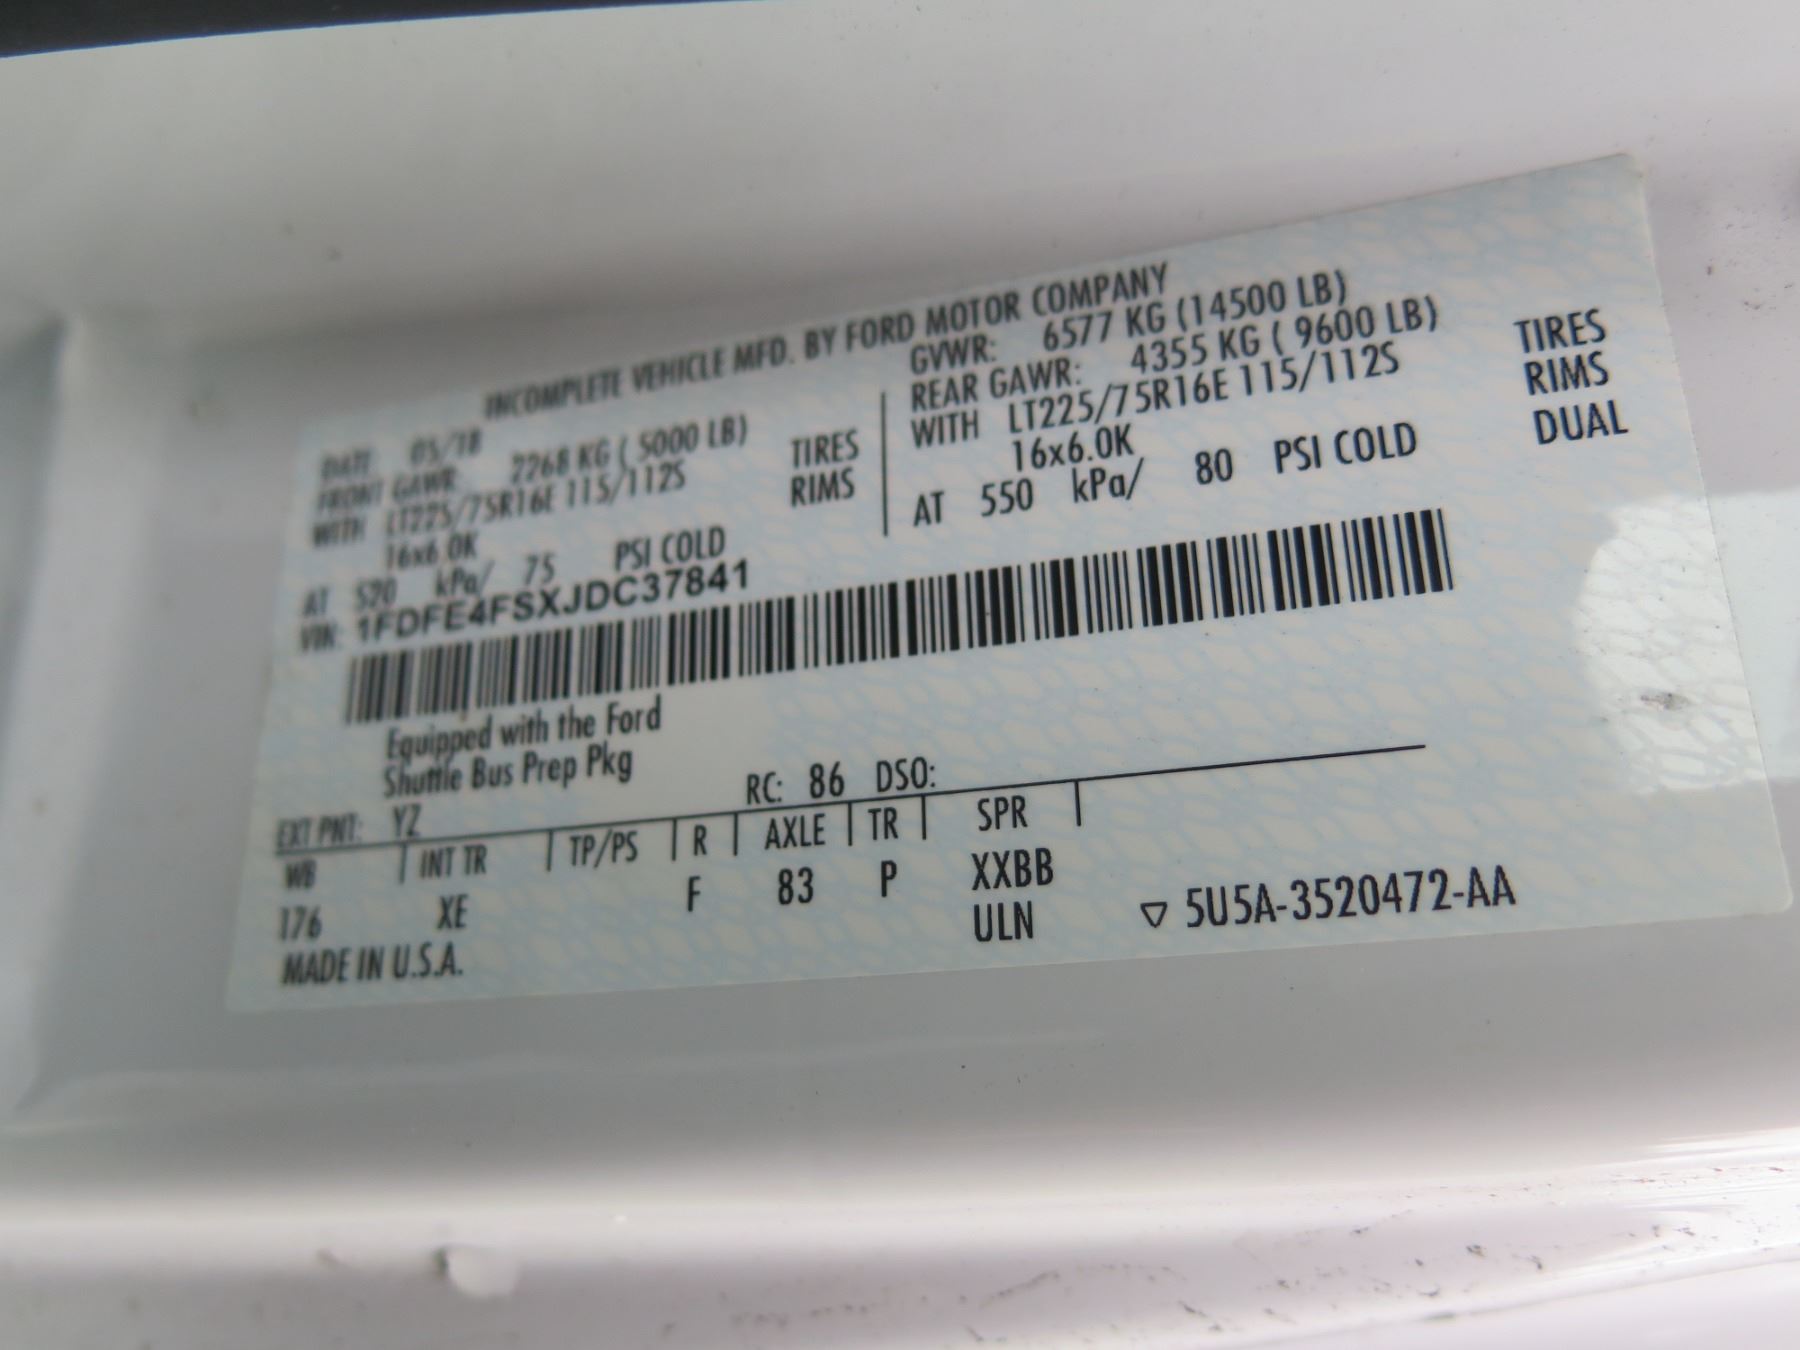 INCOMPLETE VEHICLE MFD. BY FORD MOTOR COMPANY
DATE: 05/18
GVWR: 6577 KG (14500 LB)
FRONT GAWR: 2268 KG ( 5000 LB)
REAR GAWR: 4355 KG ( 9600 LB)
WITH LT225/75R16E 115/112S TIRES
WITH LT225/75R16E 115/112S TIRES
16x6.0K RIMS
16x6.0K RIMS
AT 520 kPa/ 75 PSI COLD
AT 550 kPa/ 80 PSI COLD DUAL
VIN: 1FDFE4FSXJDC37841
Equipped with the Ford
Shuttle Bus Prep Pkg
EXT PNT: YZ RC: 86 DSO:
WB INT TR TP/PS R AXLE TR SPR
176 XE F 83 P XXBB
ULN
MADE IN U.S.A.
▽ 5U5A-3520472-AA